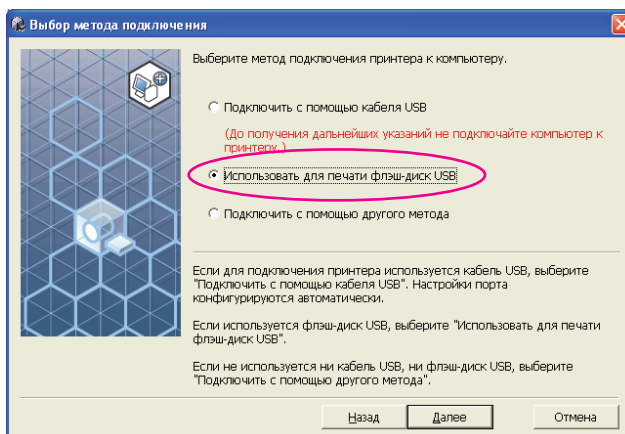 Выбор метода подключения
Выберите метод подключения принтера к компьютеру.
Подключить с помощью кабеля USB
(До получения дальнейших указаний не подключайте компьютер к
принтеру.)
Использовать для печати флэш-диск USB
Подключить с помощью другого метода
Если для подключения принтера используется кабель USB, выберите
"Подключить с помощью кабеля USB". Настройки порта
конфигурируются автоматически.
Если используется флэш-диск USB, выберите "Использовать для печати
флэш-диск USB".
Если не используется ни кабель USB, ни флэш-диск USB, выберите
"Подключить с помощью другого метода".
Назад
Далее
Отмена